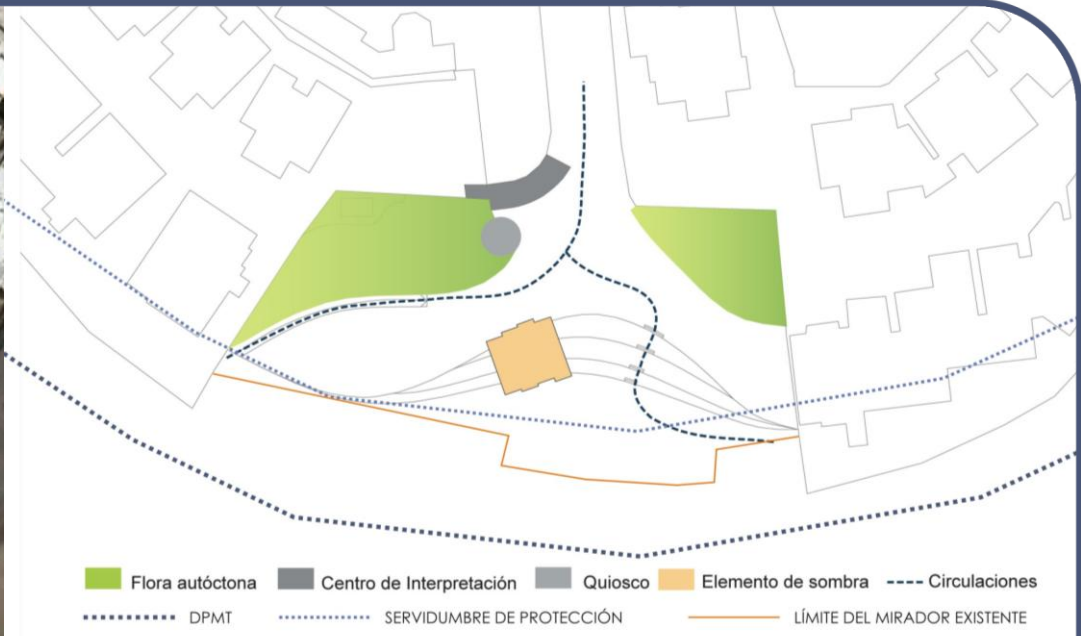 Flora autóctona Centro de Interpretación Quiosco Elemento de sombra Circulaciones
DPMT SERVIDUMBRE DE PROTECCIÓN LÍMITE DEL MIRADOR EXISTENTE